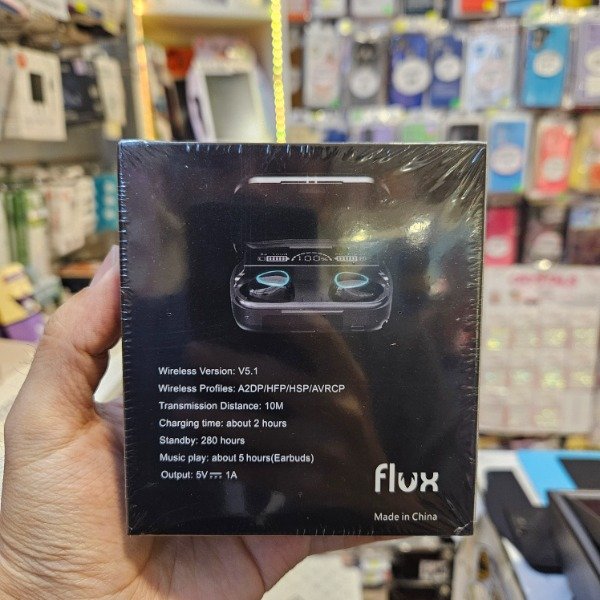 100
Wireless Version: V5.1
Wireless Profiles: A2DP/HFP/HSP/AVRCP
Transmission Distance: 10M
Charging time: about 2 hours
Standby: 280 hours
Music play: about 5 hours(Earbuds)
Output: 5V⎓ 1A
flux
Made in China